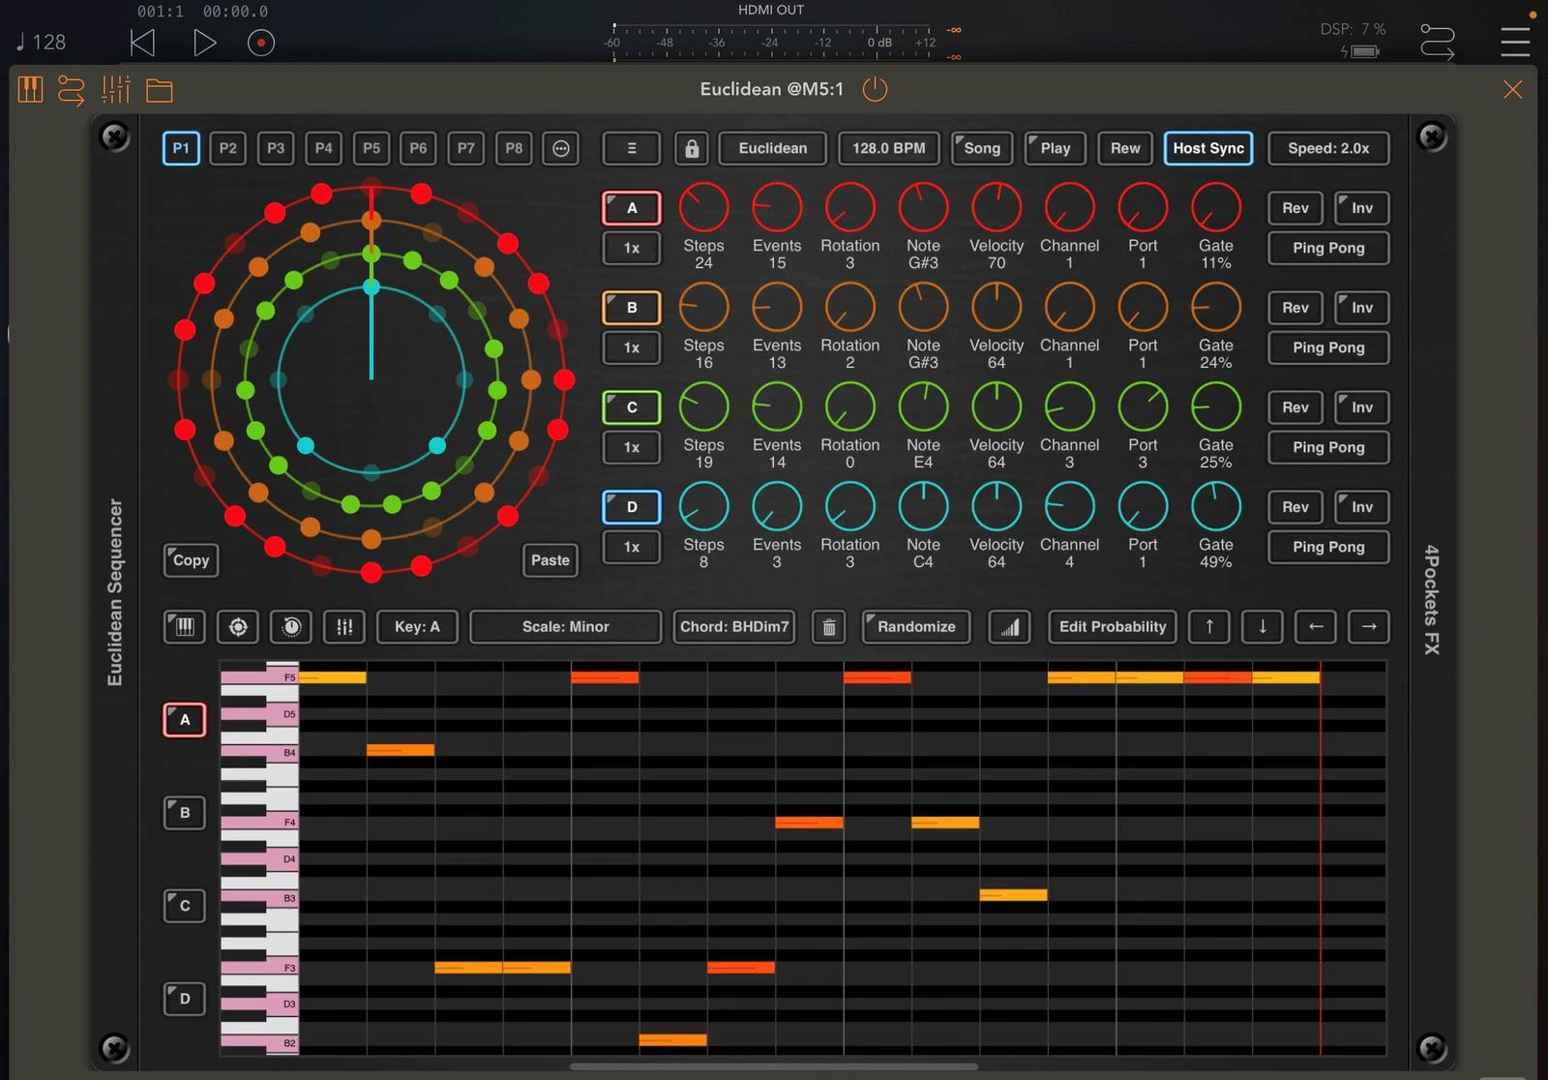 001:1 00:00.0
HDMI OUT
♩128
-60 -48 -36 -24 -12 0 dB +12
-∞
-∞
DSP: 7 %
Euclidean @M5:1
P1 P2 P3 P4 P5 P6 P7 P8
Euclidean 128.0 BPM Song Play Rew Host Sync Speed: 2.0x
A Rev Inv
1x Steps Events Rotation Note Velocity Channel Port Gate Ping Pong
24 15 3 G#3 70 1 1 11%
B Rev Inv
1x Steps Events Rotation Note Velocity Channel Port Gate Ping Pong
16 13 2 G#3 64 1 1 24%
C Rev Inv
1x Steps Events Rotation Note Velocity Channel Port Gate Ping Pong
19 14 0 E4 64 3 3 25%
D Rev Inv
1x Steps Events Rotation Note Velocity Channel Port Gate Ping Pong
8 3 3 C4 64 4 1 49%
Copy Paste
Euclidean Sequencer
4Pockets FX
Key: A Scale: Minor Chord: BHDim7 Randomize Edit Probability ↑ ↓ ← →
F5
D5
A
B4
B
F4
D4
B3
C
F3
D
D3
B2